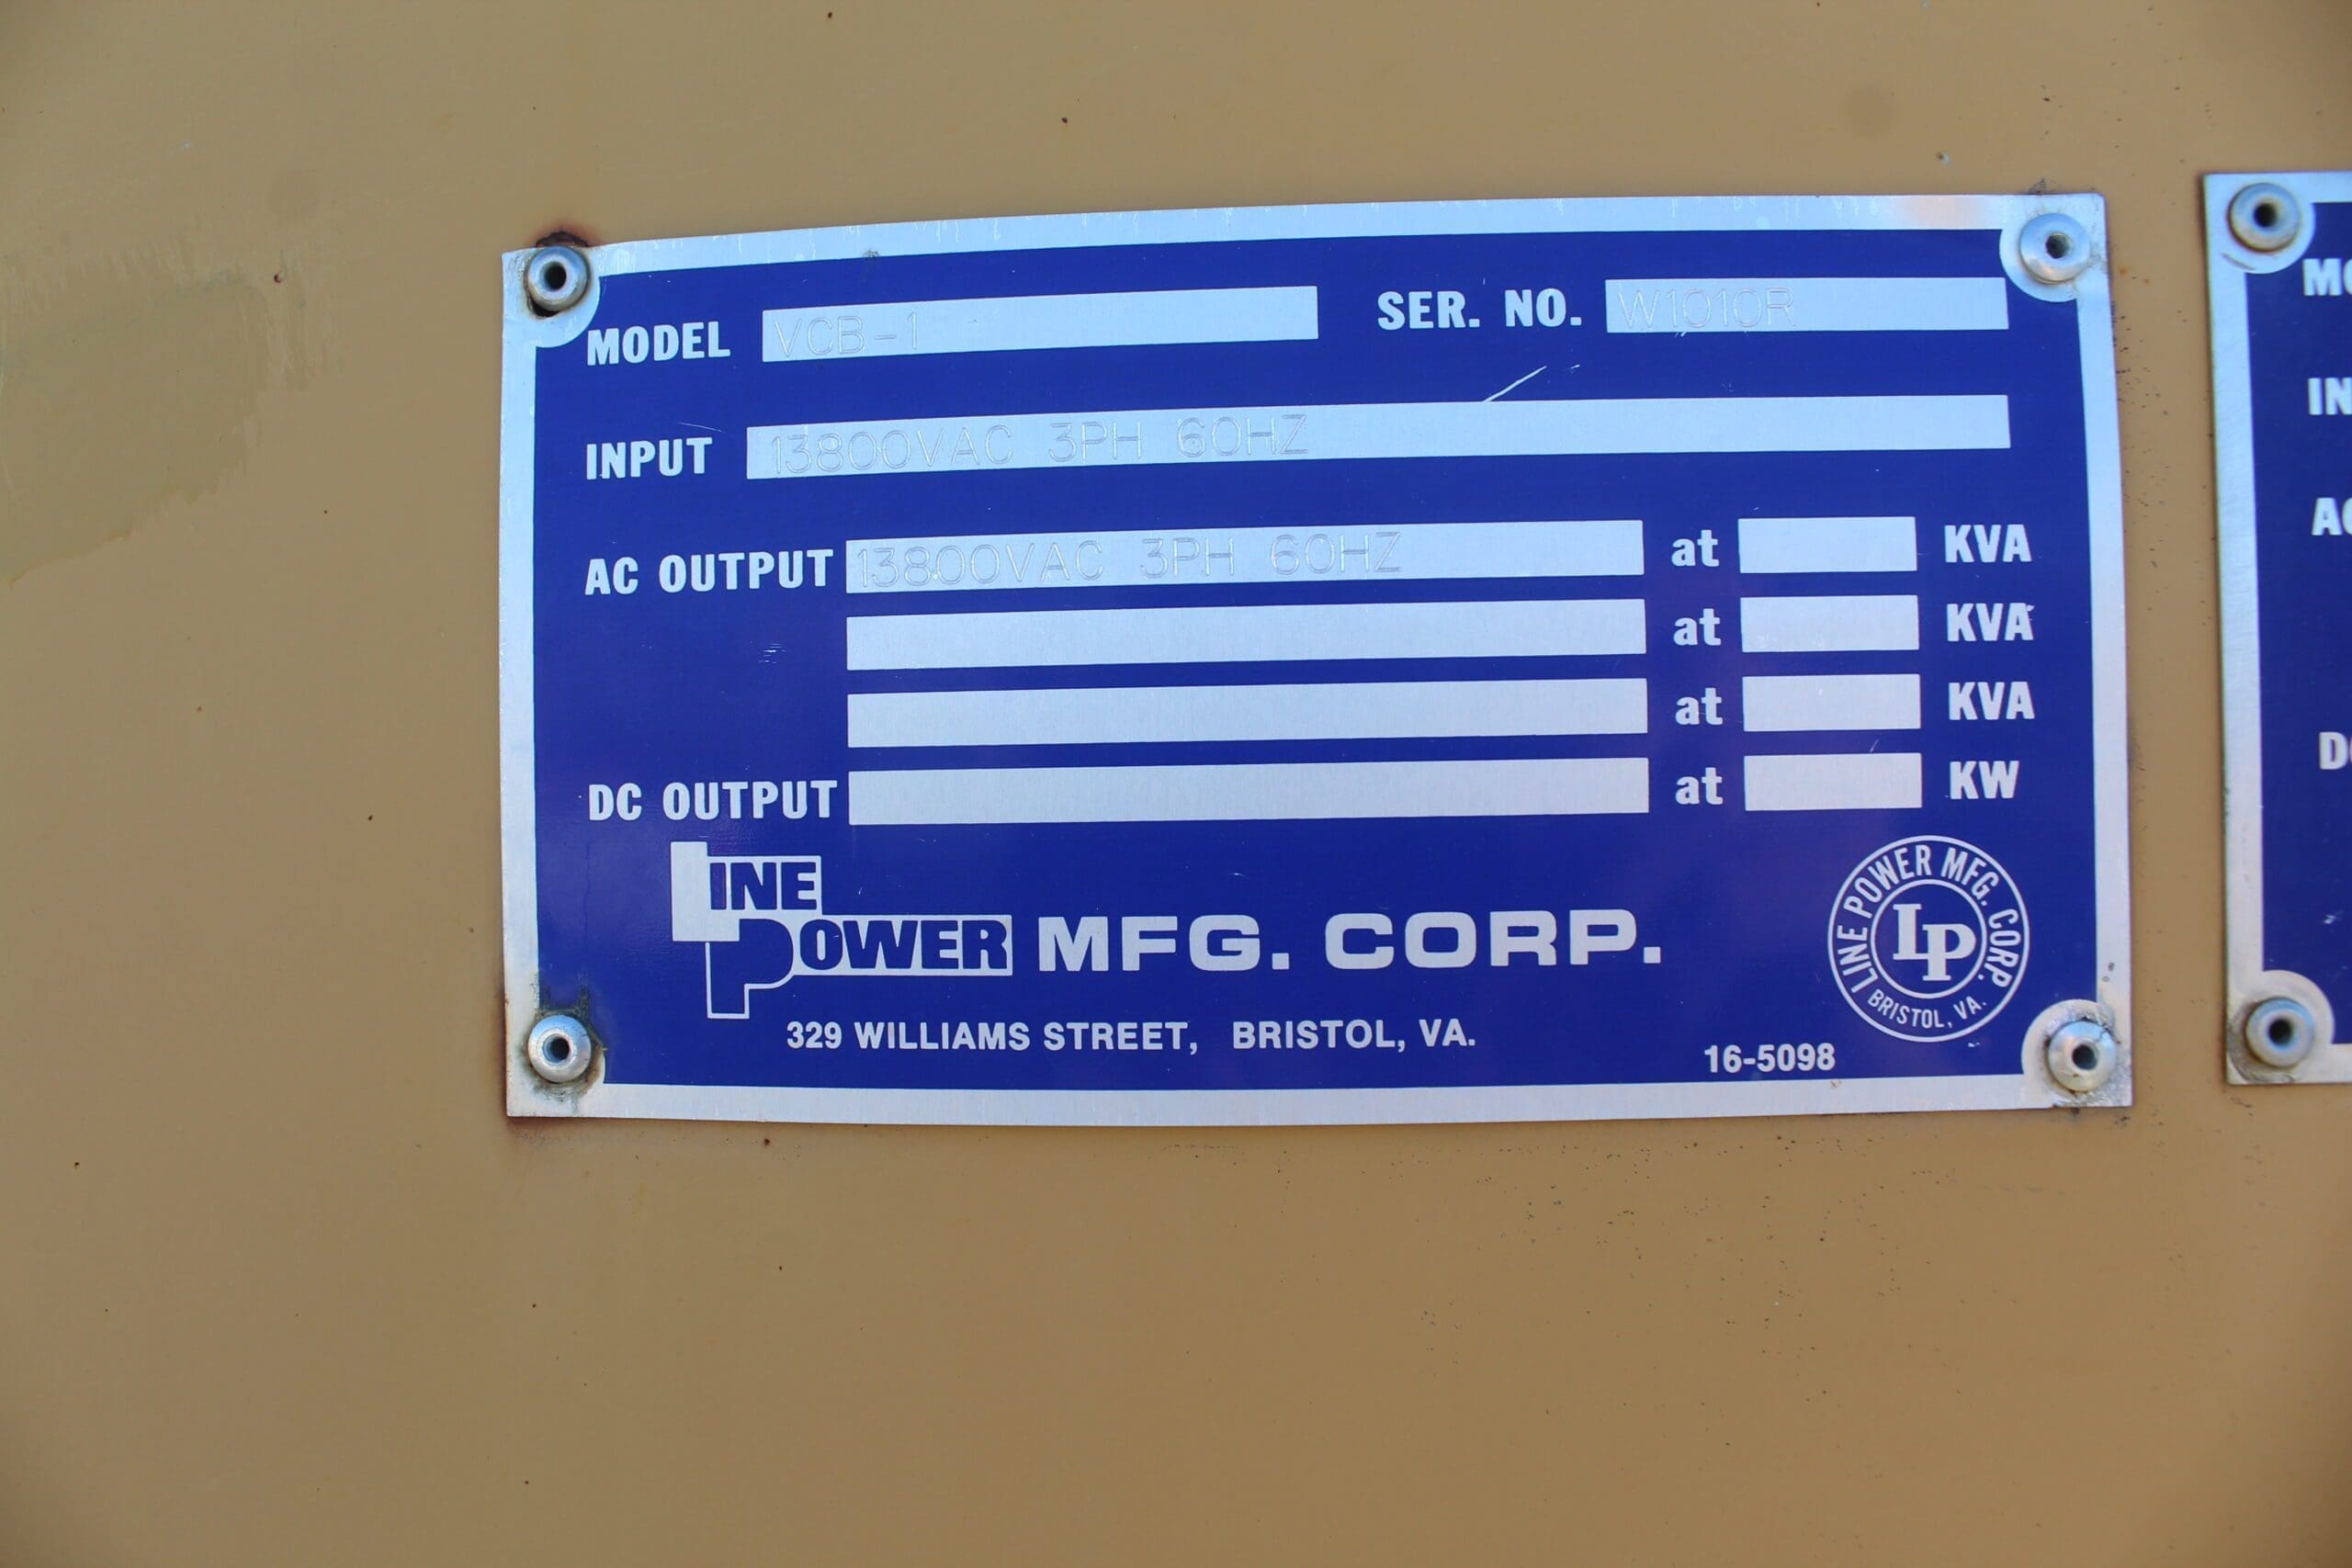 MODEL VCB-1 SER. NO. W1010R
INPUT 13800VAC 3PH 60HZ
AC OUTPUT 13800VAC 3PH 60HZ at KVA
at KVA
at KVA
DC OUTPUT at KW
LINE POWER MFG. CORP.
329 WILLIAMS STREET, BRISTOL, VA.
LINE POWER MFG. CORP.
LP
BRISTOL, VA.
16-5098